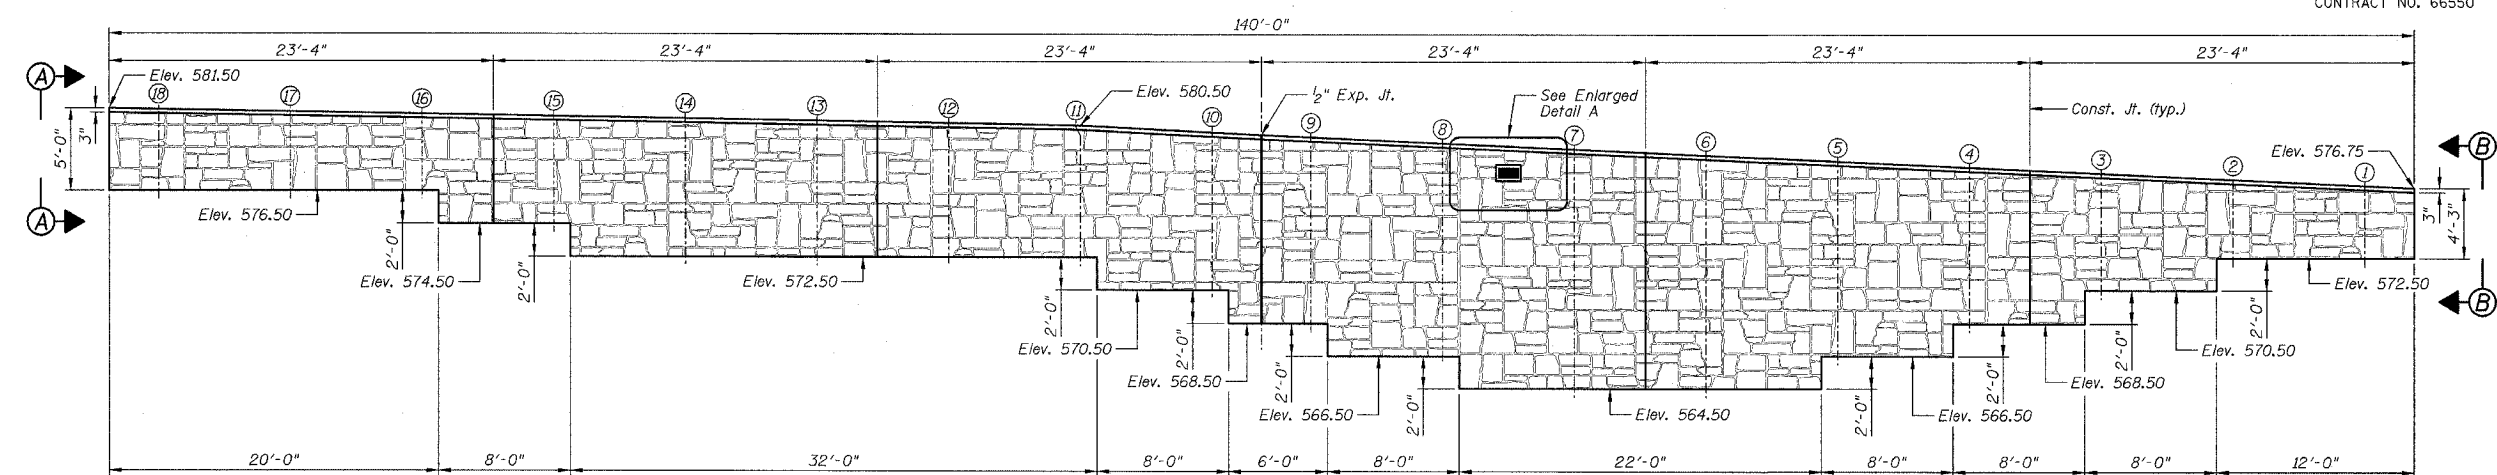 CONTRACT NO. 66550
140'-0"
23'-4" 23'-4" 23'-4" 23'-4" 23'-4" 23'-4"
A Elev. 581.50 Elev. 580.50 ½" Exp. Jt. See Enlarged
Detail A
Const. Jt. (typ.)
18 17 16 15 14 13 12 11 10 9 8 7 6 5 4 3 2 1
Elev. 576.75 B
5'-0" 3" 3" 4'-3"
A Elev. 576.50 2'-0"
Elev. 574.50 2'-0"
Elev. 572.50 2'-0"
Elev. 570.50 2'-0"
Elev. 568.50 2'-0"
Elev. 566.50 2'-0"
Elev. 564.50 2'-0"
Elev. 566.50 2'-0"
Elev. 568.50 2'-0"
Elev. 570.50 2'-0"
Elev. 572.50 B
20'-0" 8'-0" 32'-0" 8'-0" 6'-0" 8'-0" 22'-0" 8'-0" 8'-0" 8'-0" 12'-0"